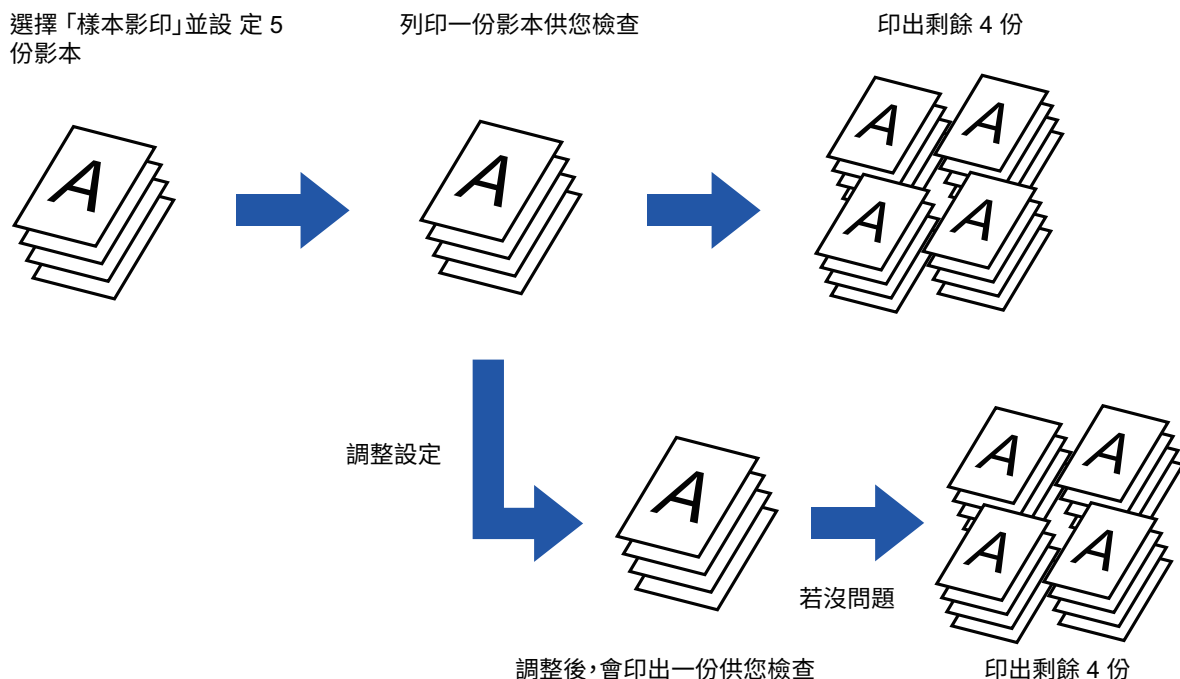 選擇「樣本影印」並設 定 5
份影本
列印一份影本供您檢查
印出剩餘 4 份
A
A
A
A
A
A
調整設定
A
A
A
A
A
若沒問題
調整後,會印出一份供您檢查
印出剩餘 4 份